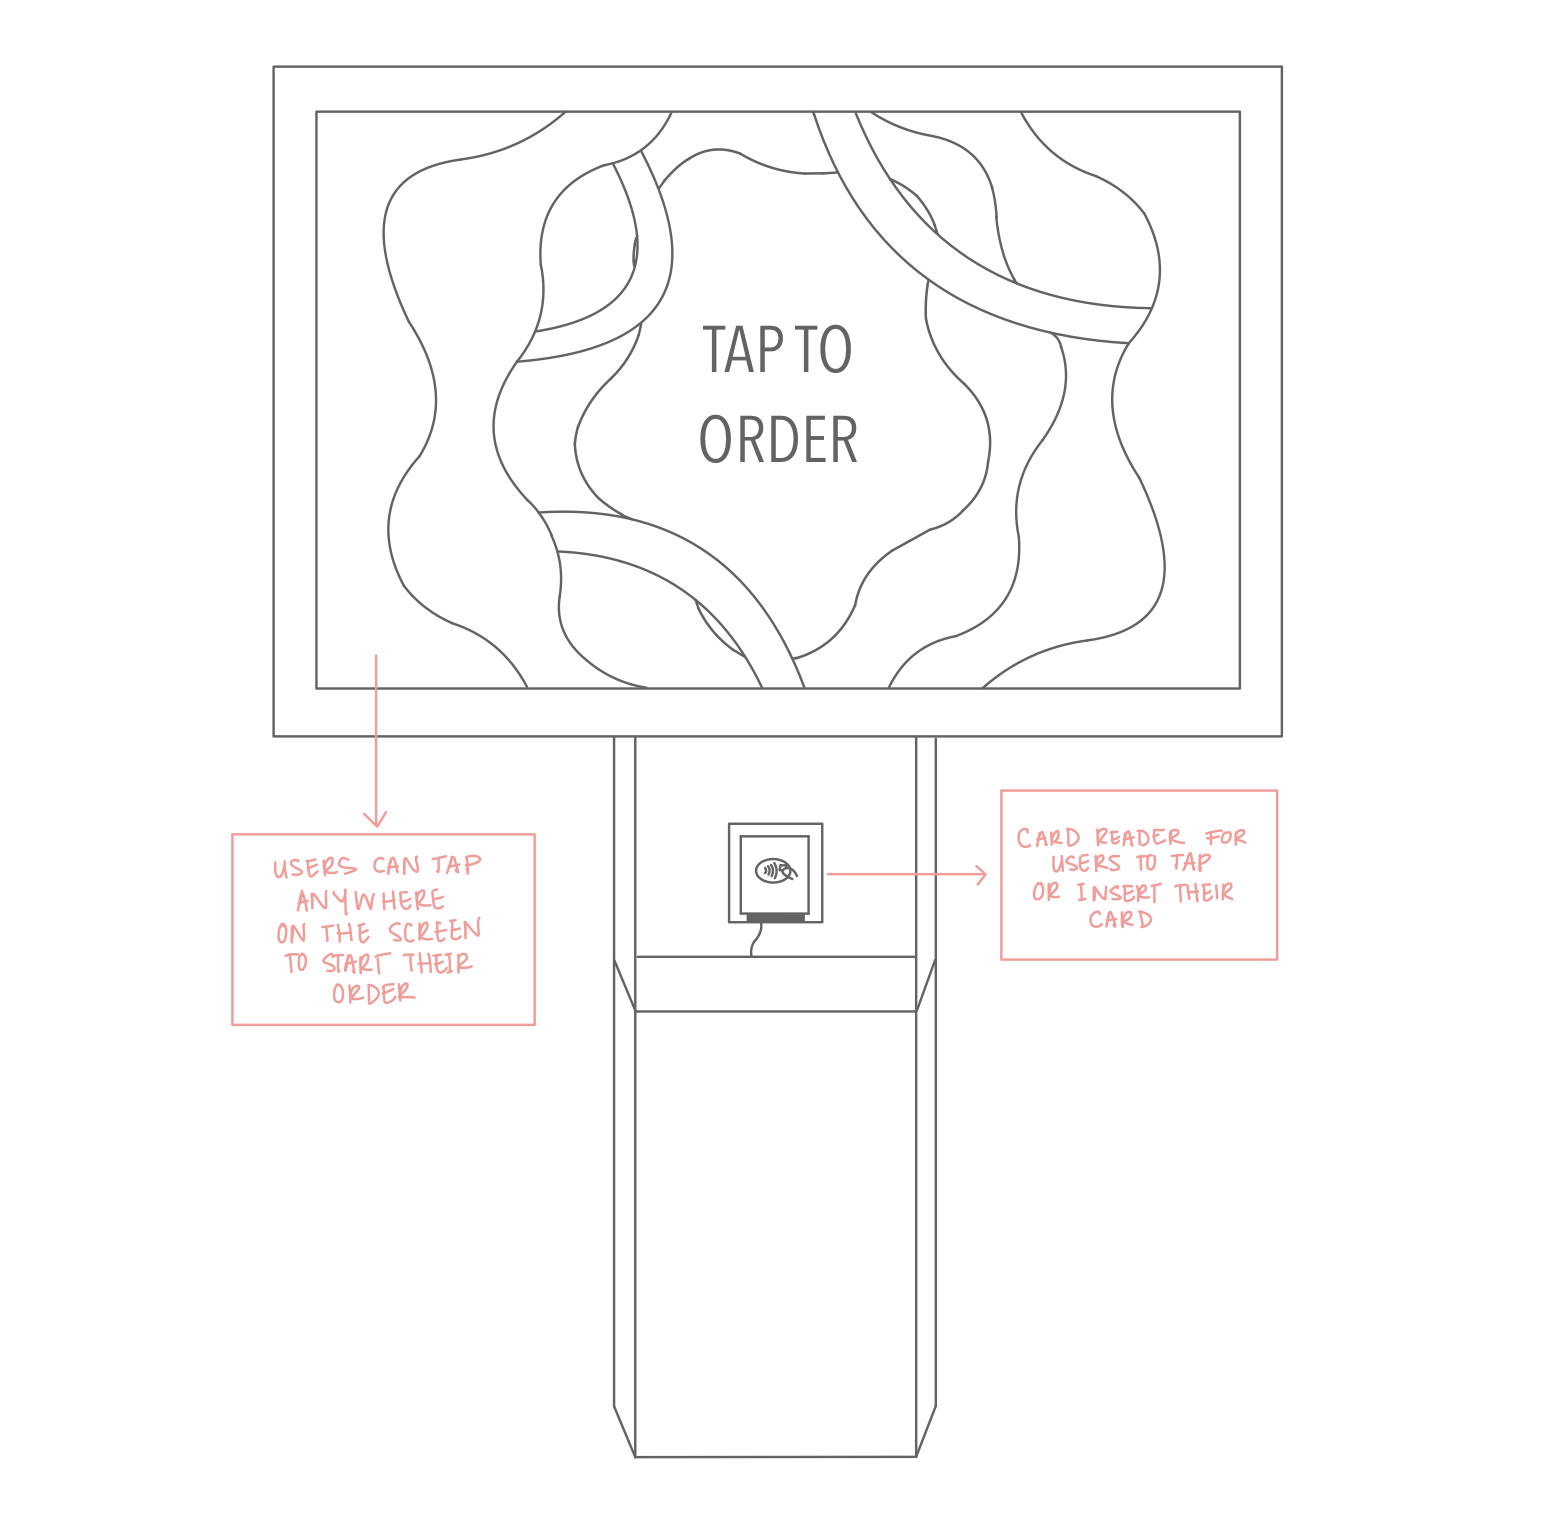 TAP TO
ORDER
USERS CAN TAP
ANYWHERE
ON THE SCREEN
TO START THEIR
ORDER
CARD READER FOR
USERS TO TAP
OR INSERT THEIR
CARD